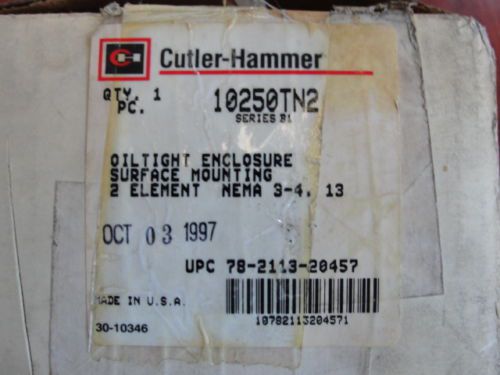 CH Cutler-Hammer
QTY. 1 10250TN2
PC. SERIES B1
OILTIGHT ENCLOSURE
SURFACE MOUNTING
2 ELEMENT NEMA 3-4, 13
OCT 03 1997
UPC 78-2113-20457
MADE IN U.S.A.
10782113204571
30-10346